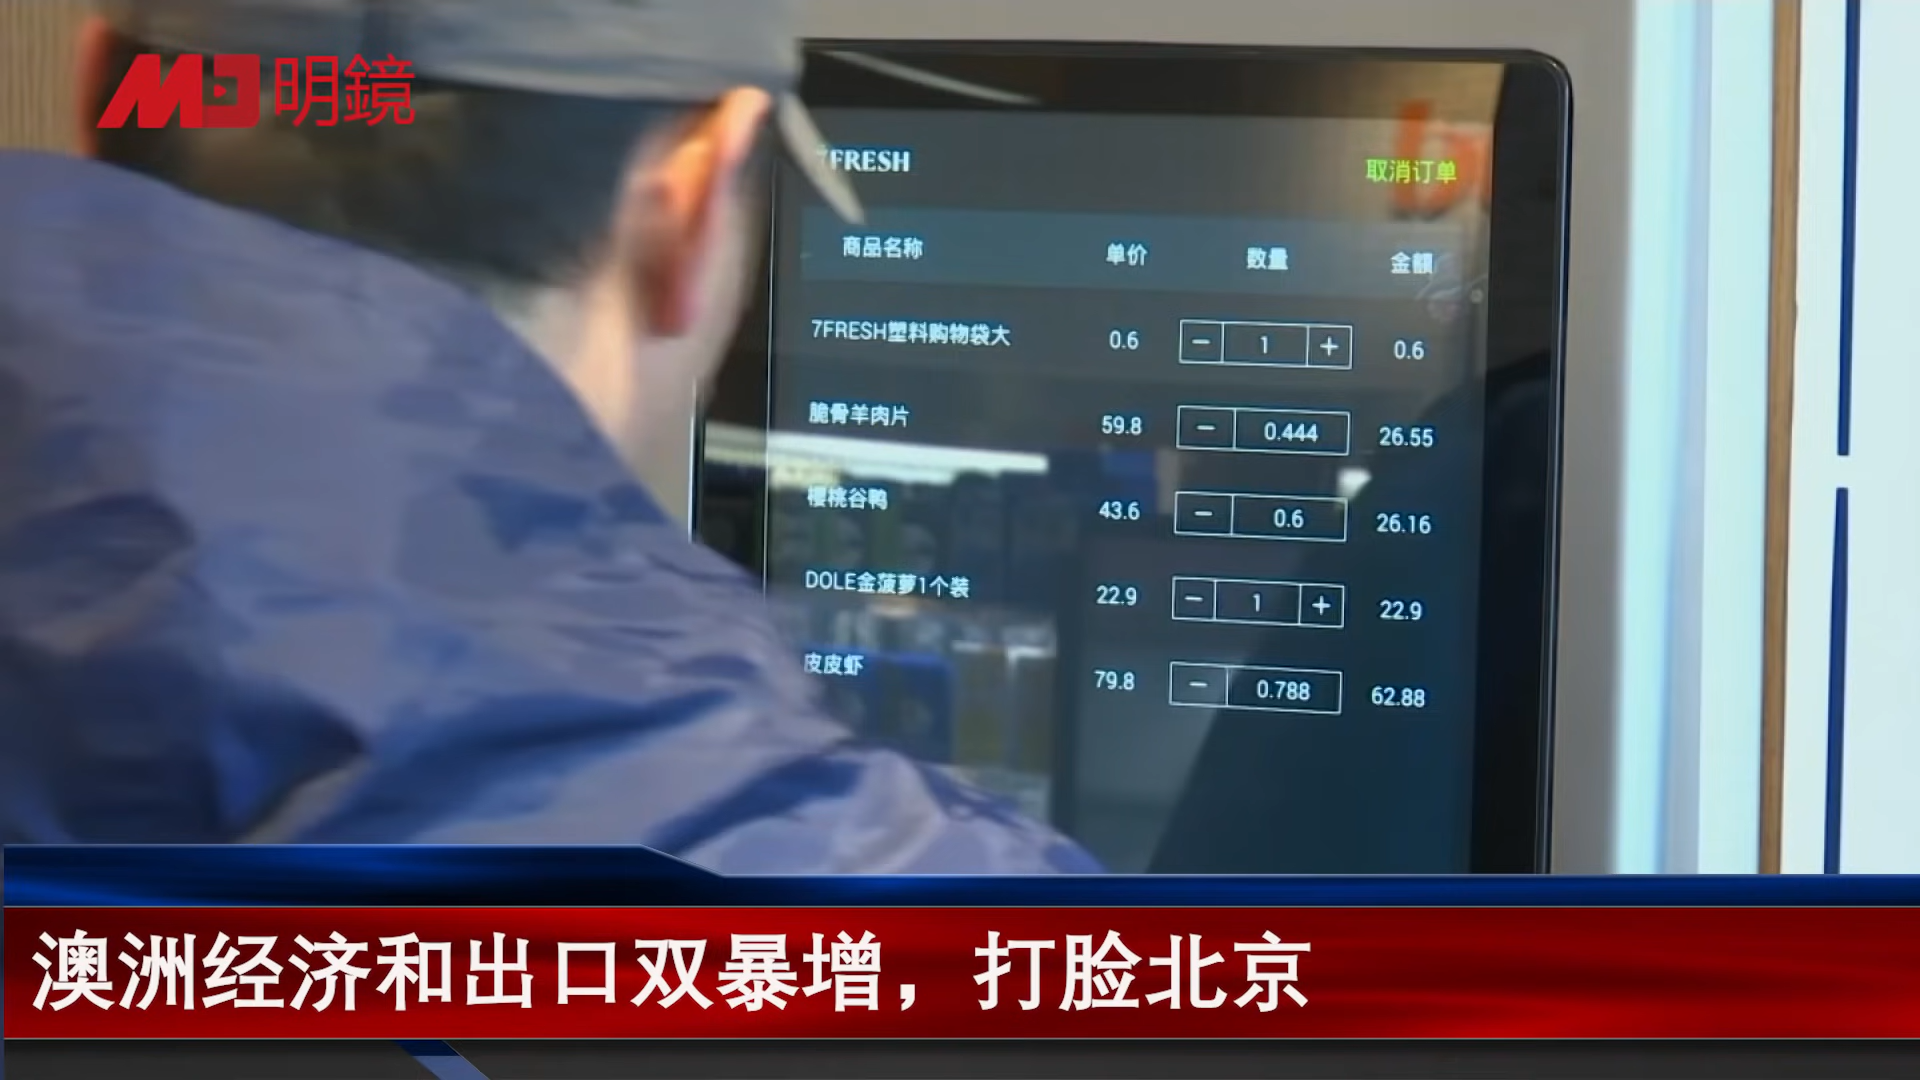 明鏡
7FRESH
取消订单
商品名称 单价 数量 金额
7FRESH塑料购物袋大 0.6 − 1 + 0.6
脆骨羊肉片 59.8 − 0.444 26.55
樱桃谷鸭 43.6 − 0.6 26.16
DOLE金菠萝1个装 22.9 − 1 + 22.9
皮皮虾 79.8 − 0.788 62.88
澳洲经济和出口双暴增，打脸北京